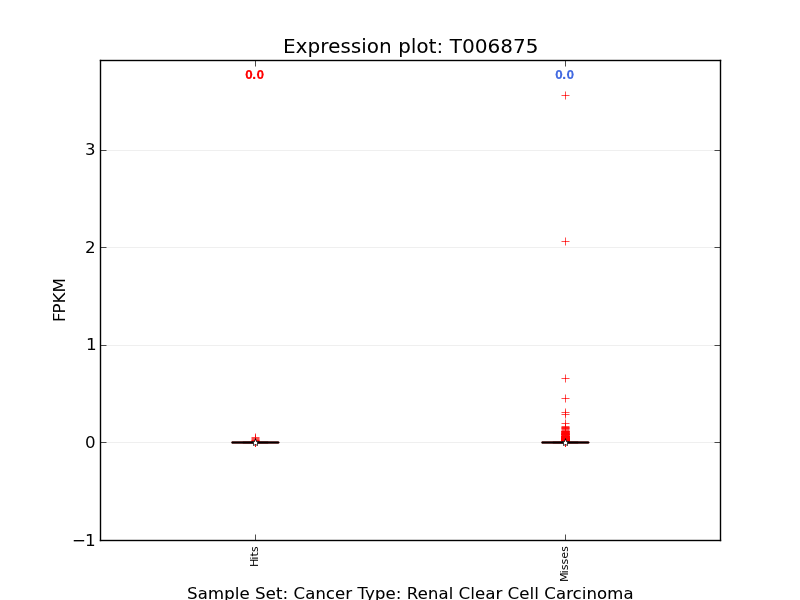 Expression plot: T006875
0.0
0.0
3
2
1
0
−1
FPKM
Hits
Misses
Sample Set: Cancer Type: Renal Clear Cell Carcinoma